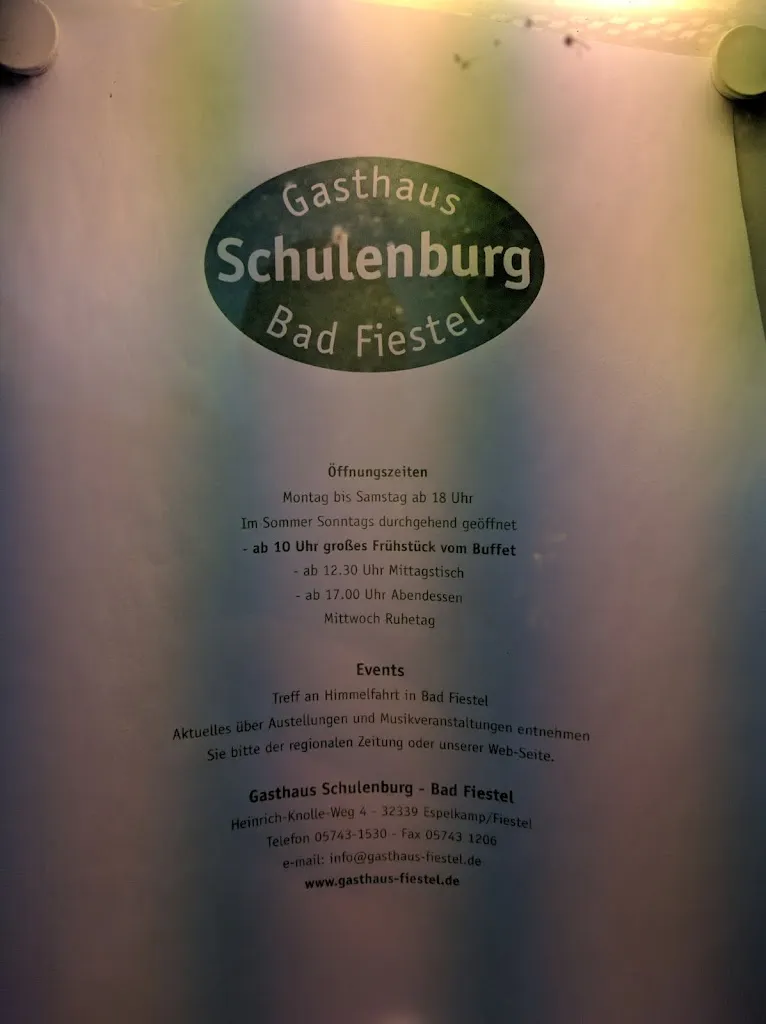 Gasthaus
Schulenburg
Bad Fiestel
Öffnungszeiten
Montag bis Samstag ab 18 Uhr
Im Sommer Sonntags durchgehend geöffnet
- ab 10 Uhr großes Frühstück vom Buffet
- ab 12.30 Uhr Mittagstisch
- ab 17.00 Uhr Abendessen
Mittwoch Ruhetag
Events
Treff an Himmelfahrt in Bad Fiestel
Aktuelles über Austellungen und Musikveranstaltungen entnehmen
Sie bitte der regionalen Zeitung oder unserer Web-Seite.
Gasthaus Schulenburg - Bad Fiestel
Heinrich-Knolle-Weg 4 - 32339 Espelkamp/Fiestel
Telefon 05743-1530 - Fax 05743 1206
e-mail: info@gasthaus-fiestel.de
www.gasthaus-fiestel.de